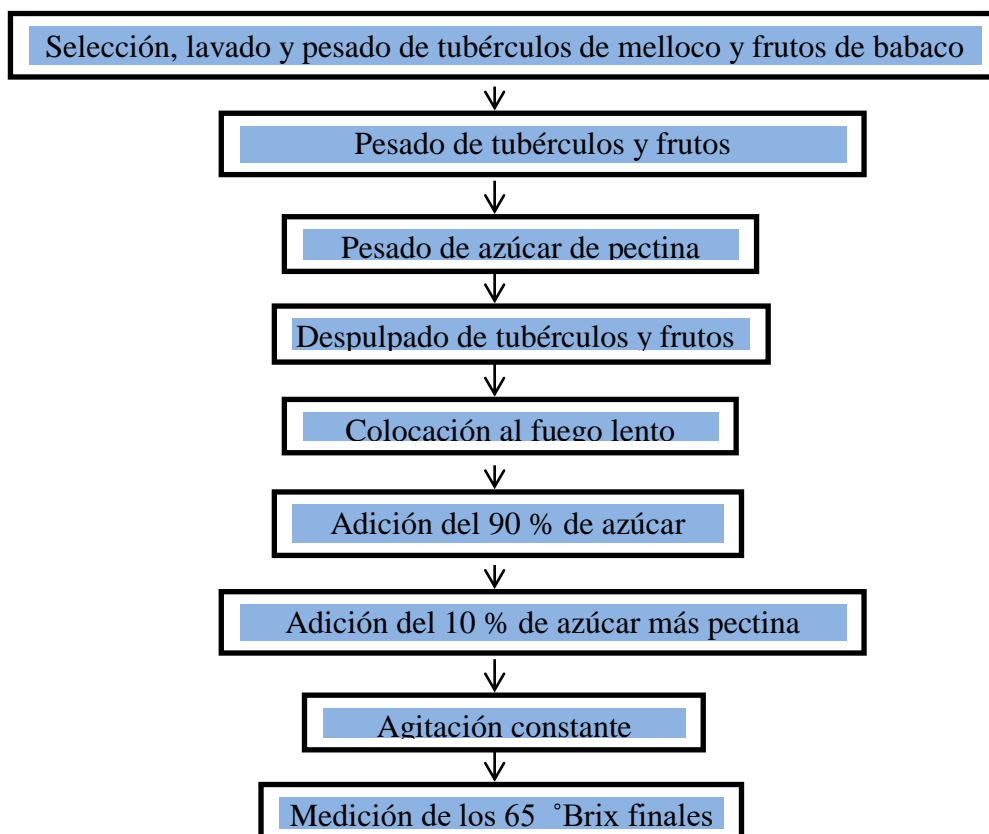 Selección, lavado y pesado de tubérculos de melloco y frutos de babaco
Pesado de tubérculos y frutos
Pesado de azúcar de pectina
Despulpado de tubérculos y frutos
Colocación al fuego lento
Adición del 90 % de azúcar
Adición del 10 % de azúcar más pectina
Agitación constante
Medición de los 65 °Brix finales